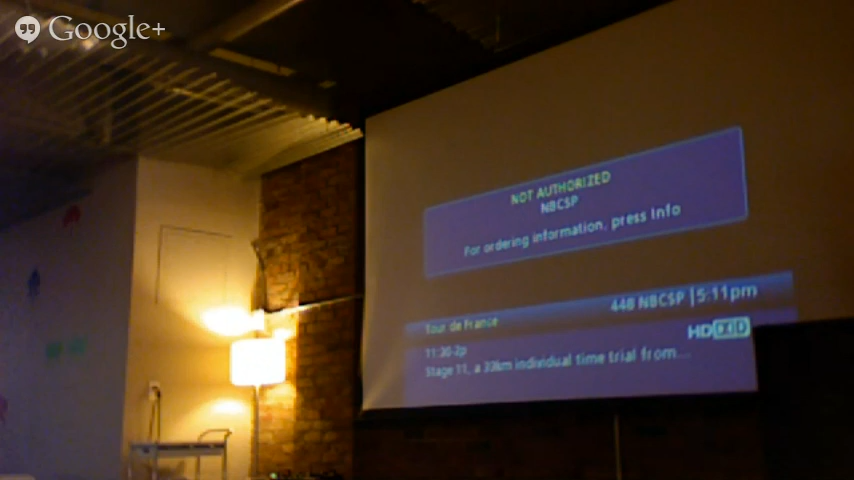 Google+
NOT AUTHORIZED
NBCSP
For ordering information, press Info
448 NBCSP | 5:11pm
Tour de France
HD
11:30-2p
Stage 11, a 33km individual time trial from...